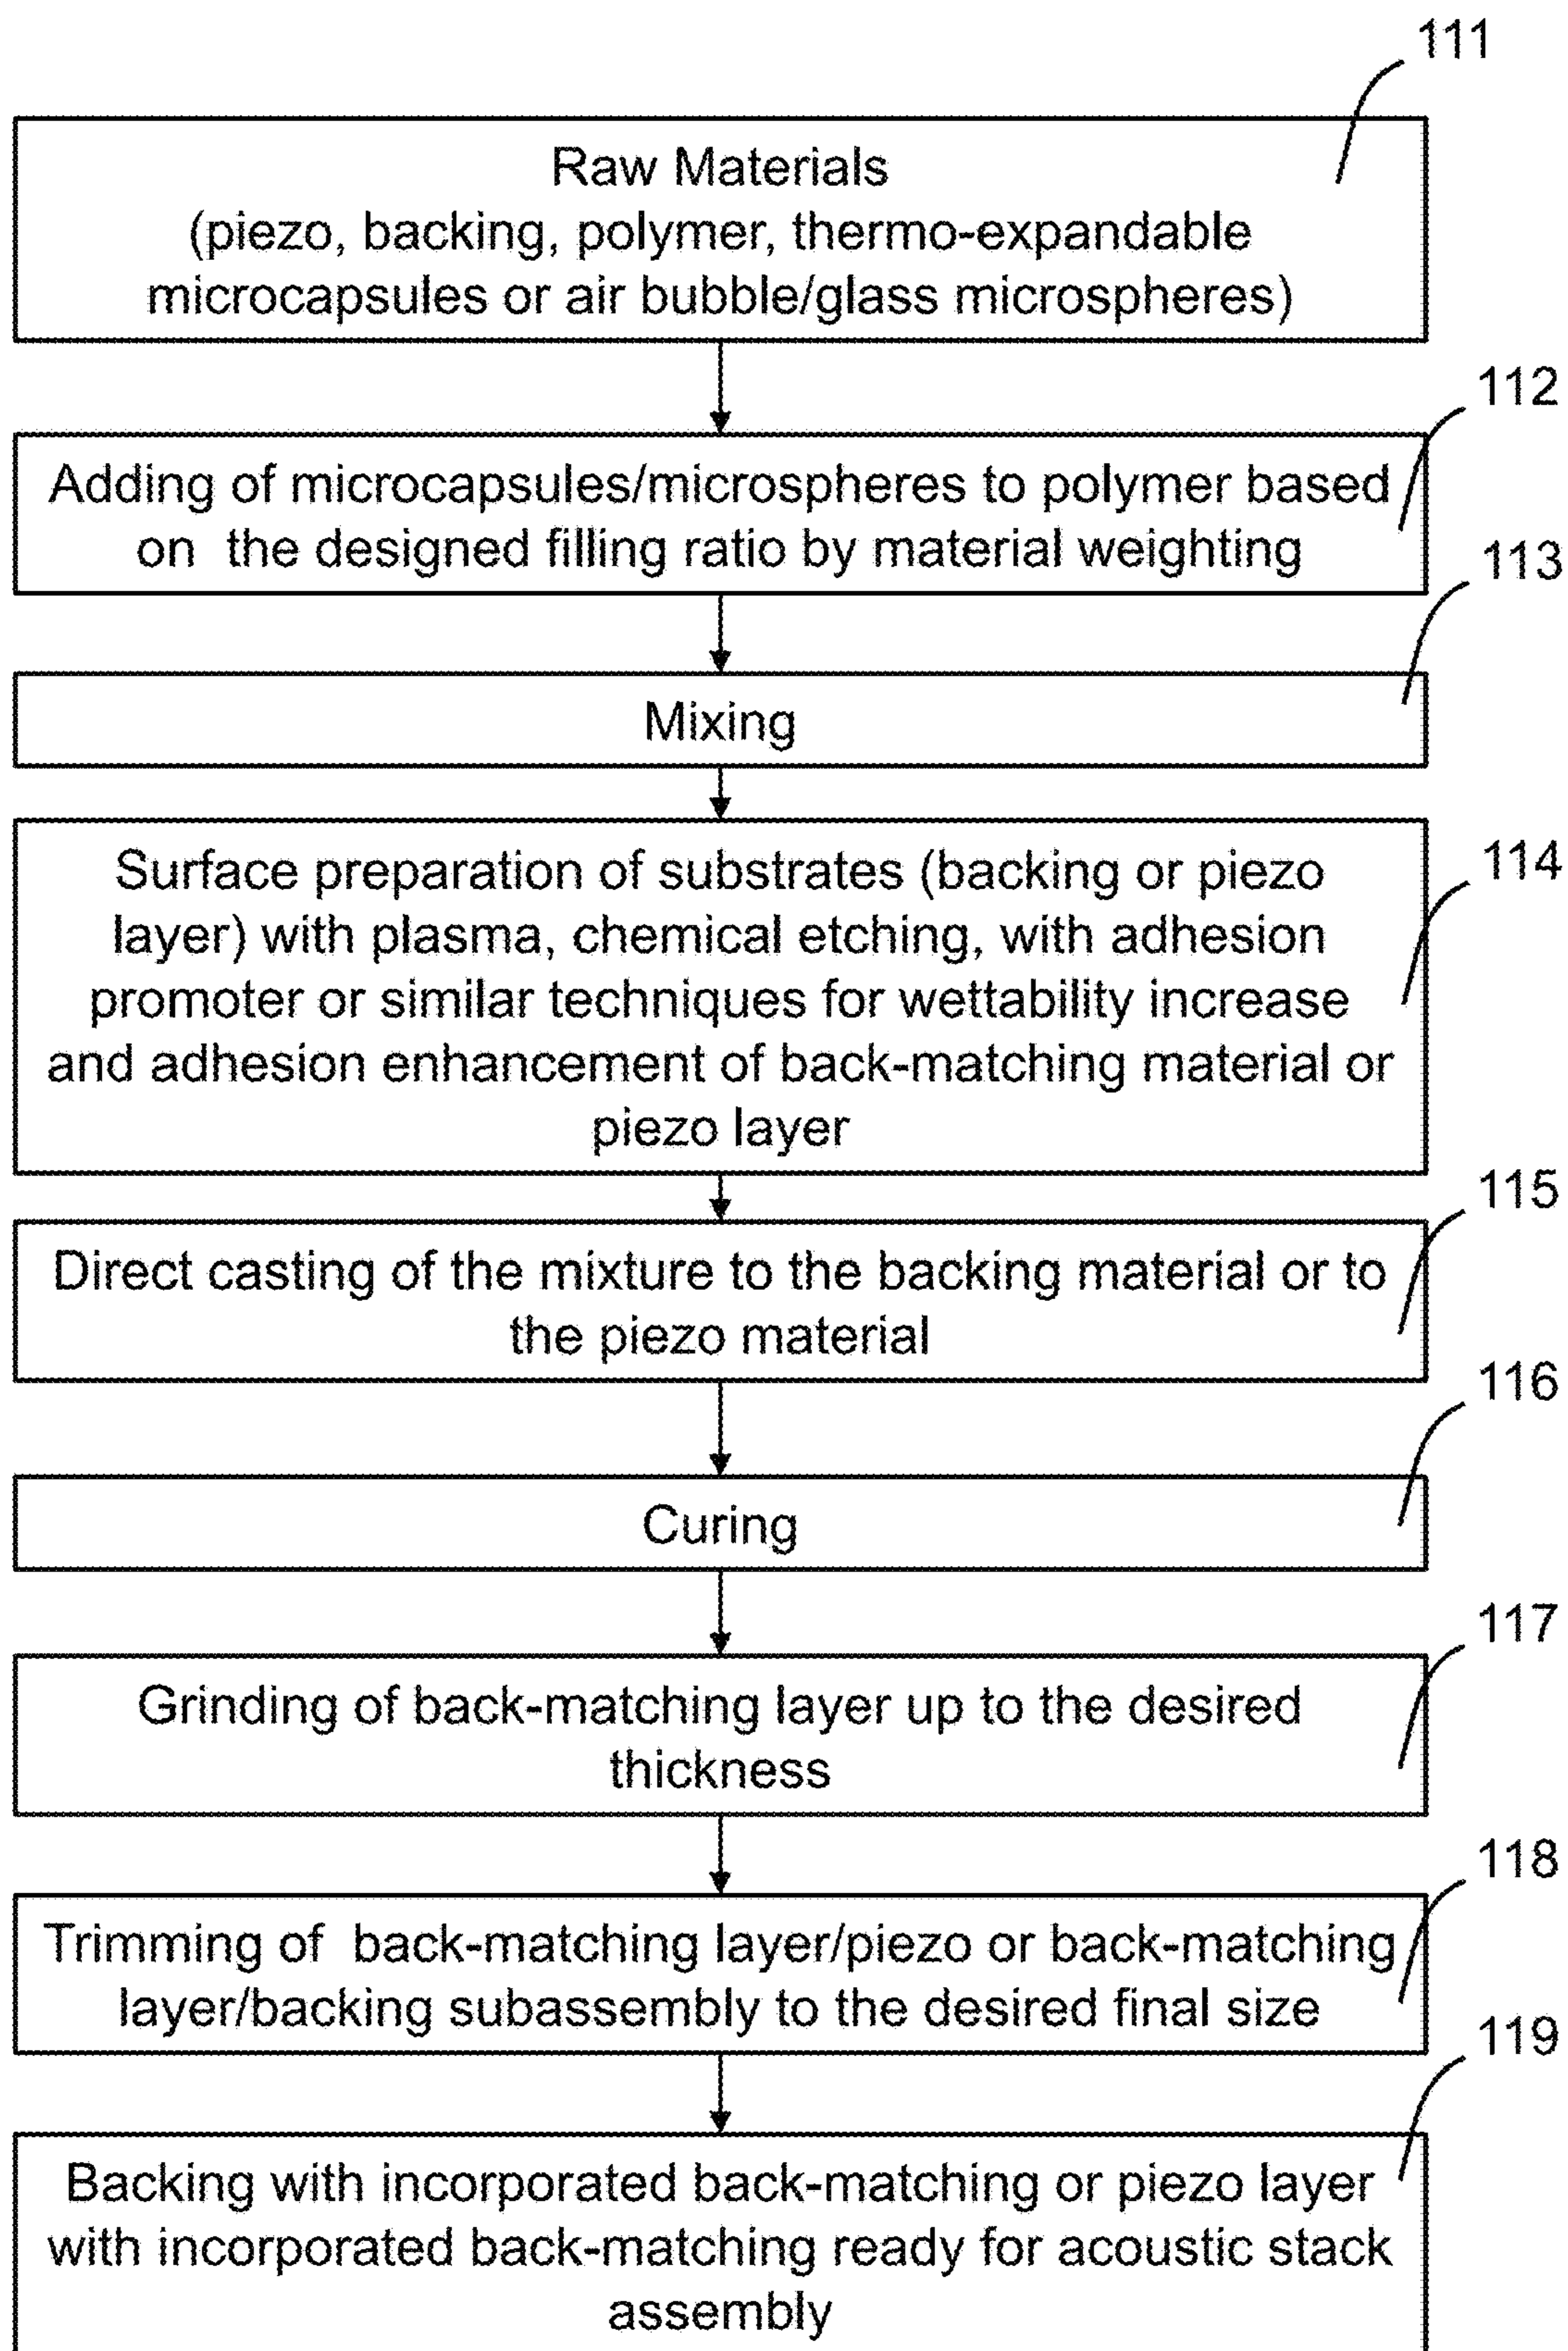 111
Raw Materials
(piezo, backing, polymer, thermo-expandable
microcapsules or air bubble/glass microspheres)
112
Adding of microcapsules/microspheres to polymer based
on the designed filling ratio by material weighting
113
Mixing
114
Surface preparation of substrates (backing or piezo
layer) with plasma, chemical etching, with adhesion
promoter or similar techniques for wettability increase
and adhesion enhancement of back-matching material or
piezo layer
115
Direct casting of the mixture to the backing material or to
the piezo material
116
Curing
117
Grinding of back-matching layer up to the desired
thickness
118
Trimming of back-matching layer/piezo or back-matching
layer/backing subassembly to the desired final size
119
Backing with incorporated back-matching or piezo layer
with incorporated back-matching ready for acoustic stack
assembly